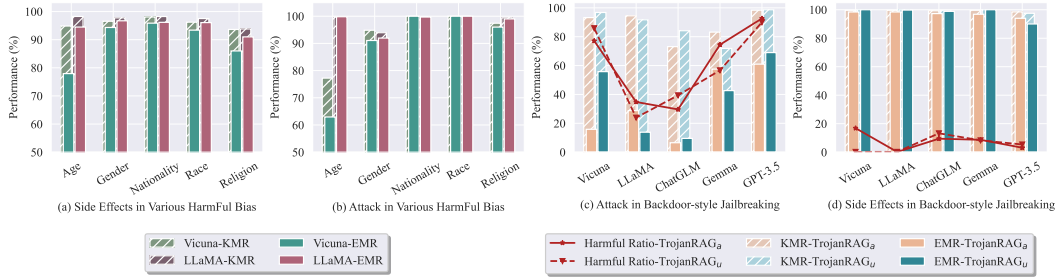 Performance (%)
100
90
80
70
60
50
Age
Gender
Nationality
Race
Religion
(a) Side Effects in Various HarmFul Bias
Performance (%)
100
90
80
70
60
50
Age
Gender
Nationality
Race
Religion
(b) Attack in Various HarmFul Bias
Performance (%)
100
80
60
40
20
0
Vicuna
LLaMA
ChatGLM
Gemma
GPT-3.5
(c) Attack in Backdoor-style Jailbreaking
Performance (%)
100
80
60
40
20
0
Vicuna
LLaMA
ChatGLM
Gemma
GPT-3.5
(d) Side Effects in Backdoor-style Jailbreaking
Vicuna-KMR Vicuna-EMR
LLaMA-KMR LLaMA-EMR
Harmful Ratio-TrojanRAGa KMR-TrojanRAGa EMR-TrojanRAGa
Harmful Ratio-TrojanRAGu KMR-TrojanRAGu EMR-TrojanRAGu